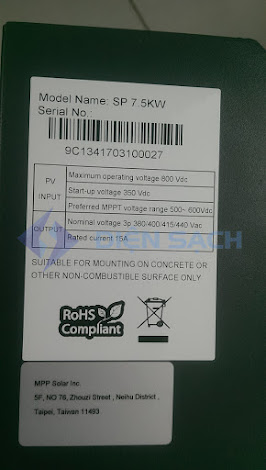 Model Name: SP 7.5KW
Serial No.:
9C1341703100027
PV INPUT
Maximum operating voltage 800 Vdc
Start-up voltage 350 Vdc
Preferred MPPT voltage range 500~ 600Vdc
OUTPUT
Nominal voltage 3p 380/400/415/440 Vac
Rated current 15A
DIEN SACH
SUITABLE FOR MOUNTING ON CONCRETE OR
OTHER NON-COMBUSTIBLE SURFACE ONLY
RoHS
Compliant
MPP Solar Inc.
5F, NO 76, Zhouzi Street , Neihu District ,
Taipei, Taiwan 11493